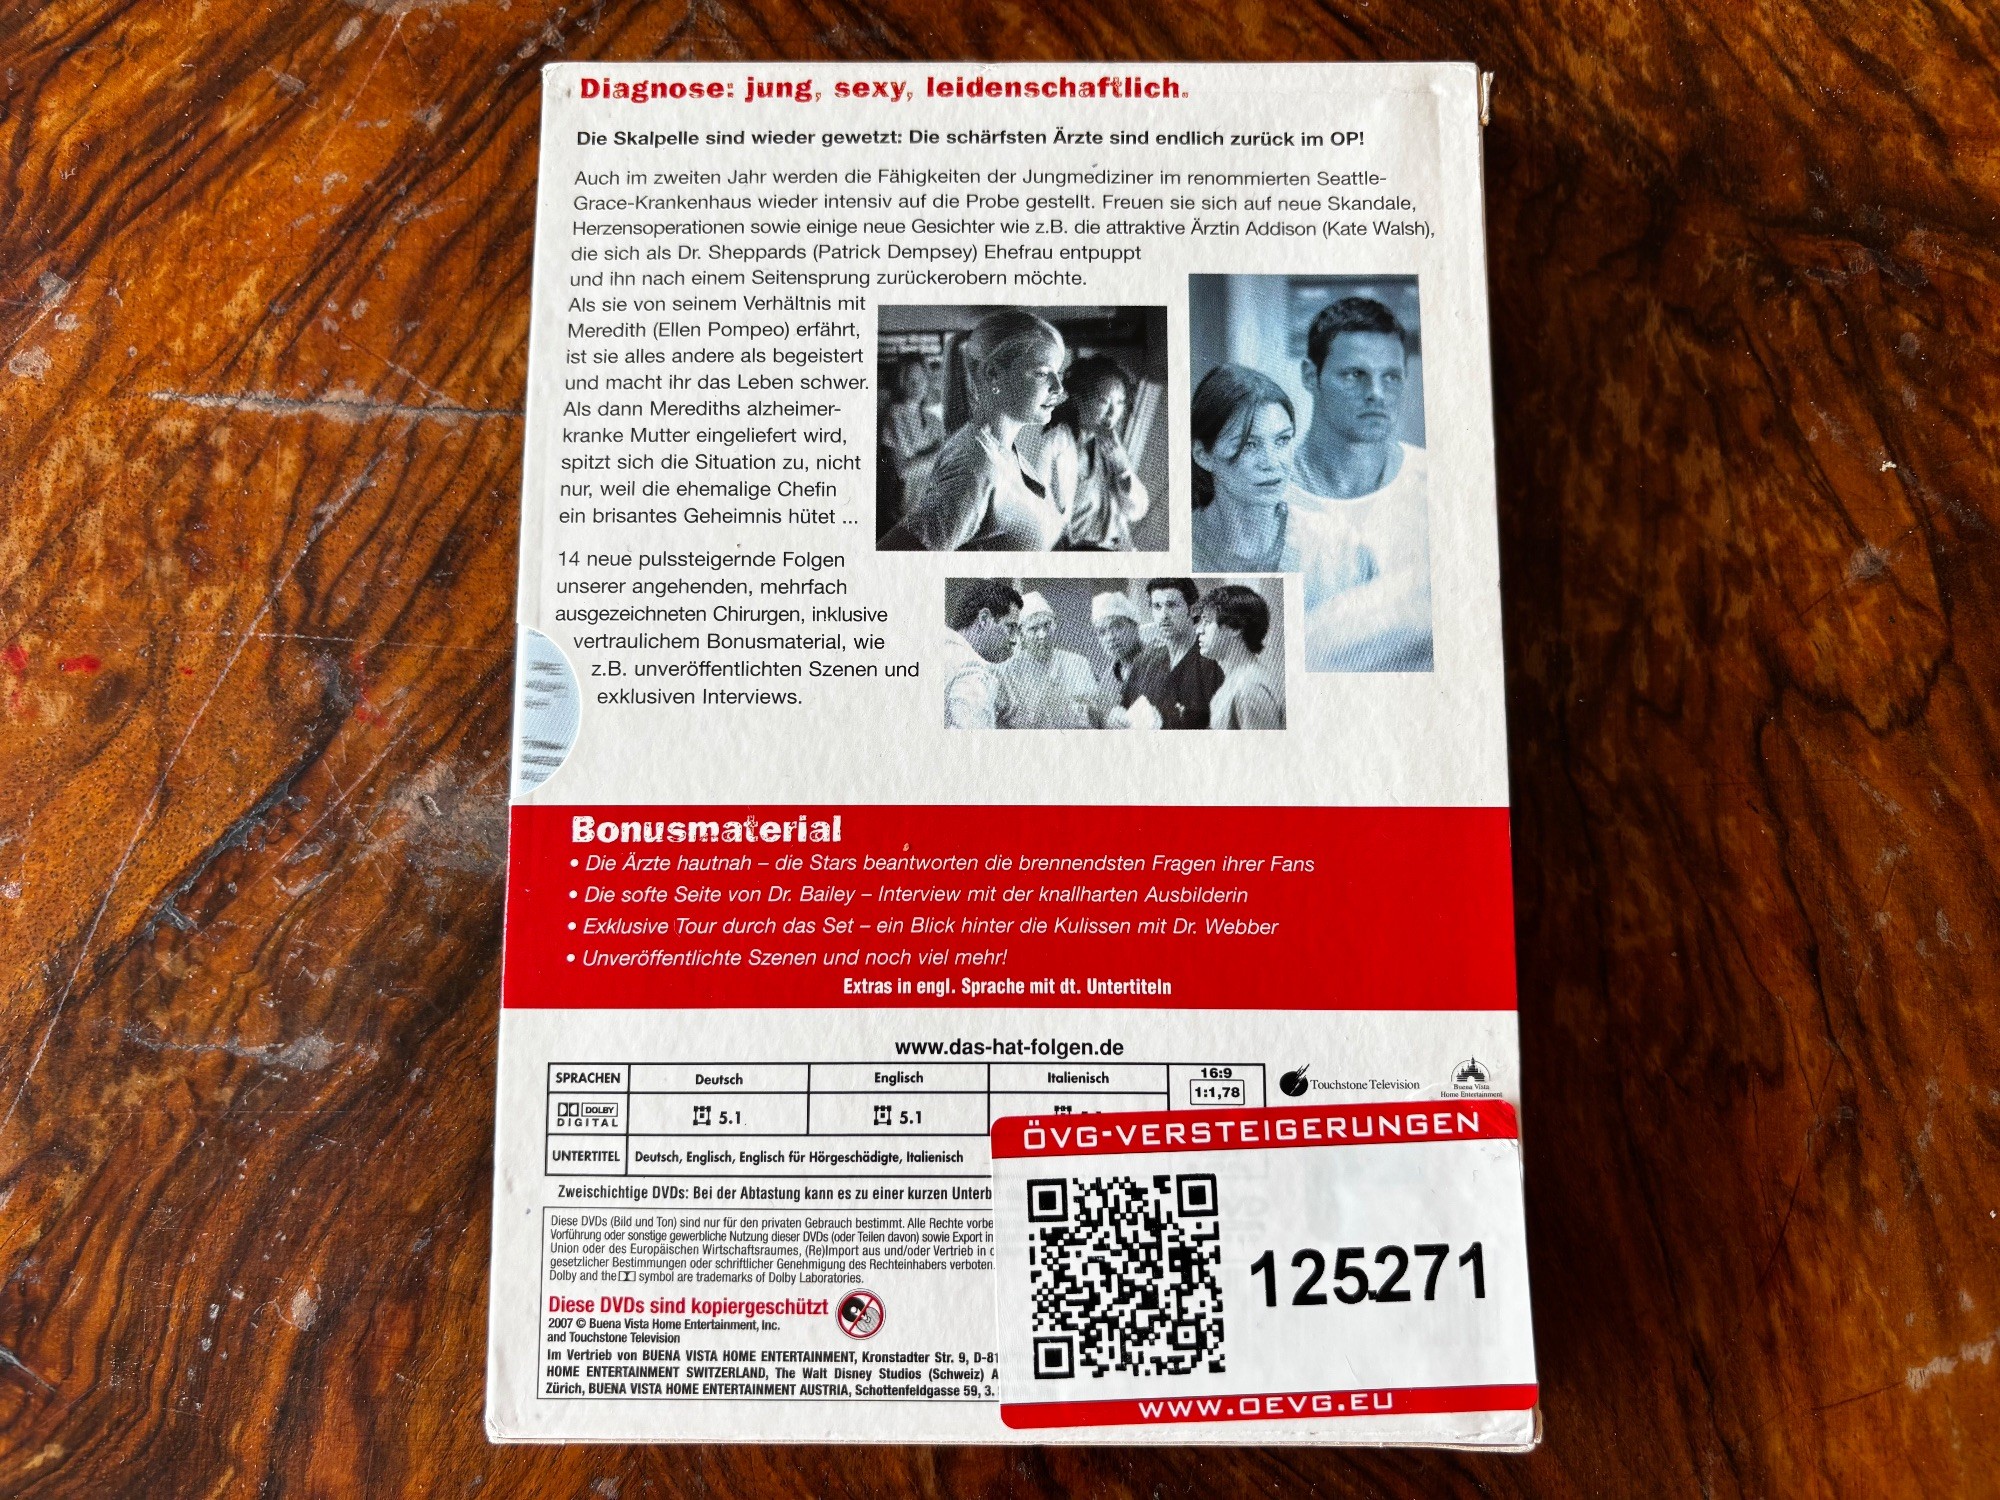 Diagnose: jung, sexy, leidenschaftlich.
Die Skalpelle sind wieder gewetzt: Die schärfsten Ärzte sind endlich zurück im OP!
Auch im zweiten Jahr werden die Fähigkeiten der Jungmediziner im renommierten Seattle-
Grace-Krankenhaus wieder intensiv auf die Probe gestellt. Freuen sie sich auf neue Skandale,
Herzensoperationen sowie einige neue Gesichter wie z.B. die attraktive Ärztin Addison (Kate Walsh),
die sich als Dr. Sheppards (Patrick Dempsey) Ehefrau entpuppt
und ihn nach einem Seitensprung zurückerobern möchte.
Als sie von seinem Verhältnis mit
Meredith (Ellen Pompeo) erfährt,
ist sie alles andere als begeistert
und macht ihr das Leben schwer.
Als dann Merediths alzheimer-
kranke Mutter eingeliefert wird,
spitzt sich die Situation zu, nicht
nur, weil die ehemalige Chefin
ein brisantes Geheimnis hütet ...
14 neue pulssteigernde Folgen
unserer angehenden, mehrfach
ausgezeichneten Chirurgen, inklusive
vertraulichem Bonusmaterial, wie
z.B. unveröffentlichten Szenen und
exklusiven Interviews.
Bonusmaterial
• Die Ärzte hautnah – die Stars beantworten die brennendsten Fragen ihrer Fans
• Die softe Seite von Dr. Bailey – Interview mit der knallharten Ausbilderin
• Exklusive Tour durch das Set – ein Blick hinter die Kulissen mit Dr. Webber
• Unveröffentlichte Szenen und noch viel mehr!
Extras in engl. Sprache mit dt. Untertiteln
www.das-hat-folgen.de
SPRACHEN Deutsch Englisch Italienisch 16:9
1:1,78
DOLBY DIGITAL 5.1 5.1
UNTERTITEL Deutsch, Englisch, Englisch für Hörgeschädigte, Italienisch
Touchstone Television
Buena Vista
Home Entertainment
Zweischichtige DVDs: Bei der Abtastung kann es zu einer kurzen Unterb
Diese DVDs (Bild und Ton) sind nur für den privaten Gebrauch bestimmt. Alle Rechte vorbe
Vorführung oder sonstige gewerbliche Nutzung dieser DVDs (oder Teilen davon) sowie Export in
Union oder des Europäischen Wirtschaftsraumes, (Re)Import aus und/oder Vertrieb in
gesetzlicher Bestimmungen oder schriftlicher Genehmigung des Rechteinhabers verboten.
Dolby and the symbol are trademarks of Dolby Laboratories.
Diese DVDs sind kopiergeschützt
2007 © Buena Vista Home Entertainment, Inc.
and Touchstone Television
Im Vertrieb von BUENA VISTA HOME ENTERTAINMENT, Kronstadter Str. 9, D-81
HOME ENTERTAINMENT SWITZERLAND, The Walt Disney Studios (Schweiz) A
Zürich, BUENA VISTA HOME ENTERTAINMENT AUSTRIA, Schottenfeldgasse 59, 3.
ÖVG-VERSTEIGERUNGEN
125.271
WWW.OEVG.EU